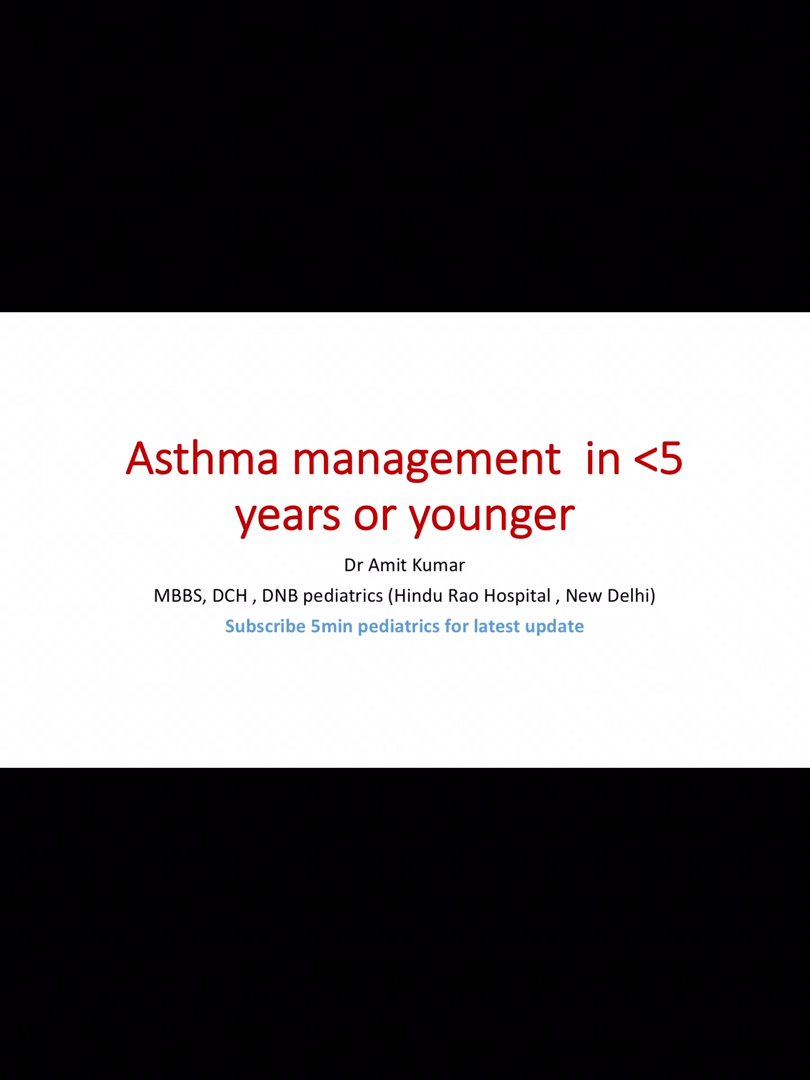 Asthma management  in <5
years or younger
Dr Amit Kumar
MBBS, DCH , DNB pediatrics (Hindu Rao Hospital , New Delhi)
Subscribe 5min pediatrics for latest update